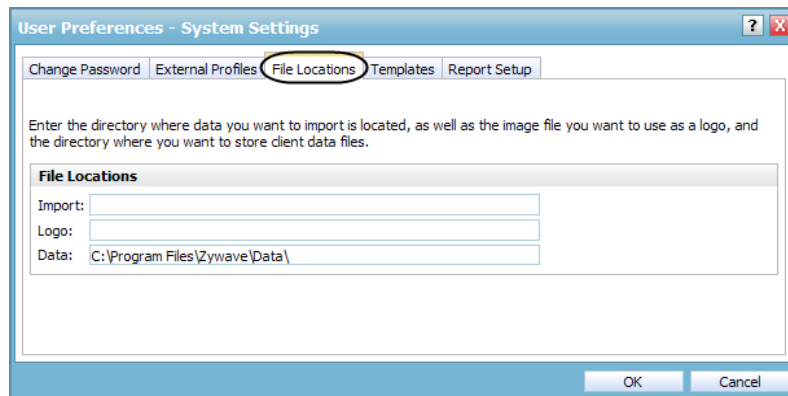 User Preferences - System Settings
? X
Change Password External Profiles File Locations Templates Report Setup
Enter the directory where data you want to import is located, as well as the image file you want to use as a logo, and
the directory where you want to store client data files.
File Locations
Import:
Logo:
Data: C:\Program Files\Zywave\Data\
OK Cancel